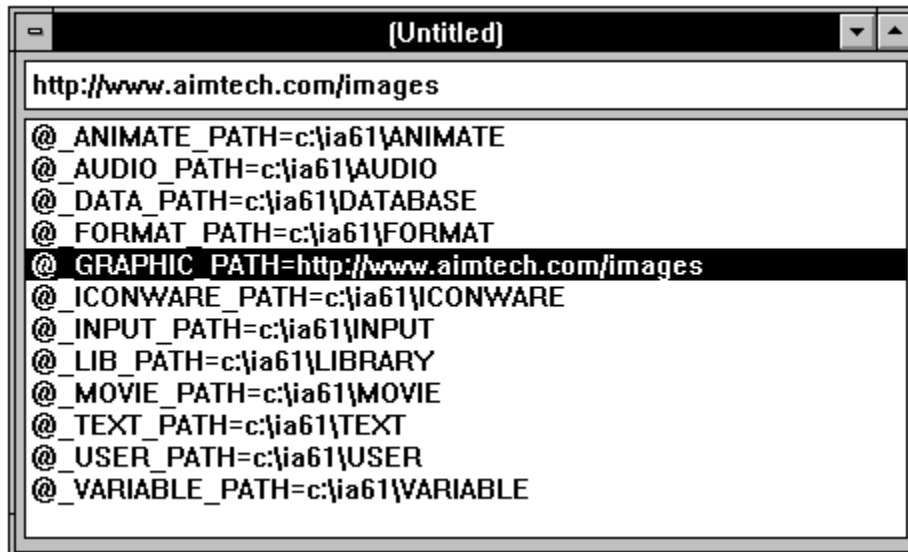 (Untitled)
http://www.aimtech.com/images
@_ANIMATE_PATH=c:\ia61\ANIMATE
@_AUDIO_PATH=c:\ia61\AUDIO
@_DATA_PATH=c:\ia61\DATABASE
@_FORMAT_PATH=c:\ia61\FORMAT
@_GRAPHIC_PATH=http://www.aimtech.com/images
@_ICONWARE_PATH=c:\ia61\ICONWARE
@_INPUT_PATH=c:\ia61\INPUT
@_LIB_PATH=c:\ia61\LIBRARY
@_MOVIE_PATH=c:\ia61\MOVIE
@_TEXT_PATH=c:\ia61\TEXT
@_USER_PATH=c:\ia61\USER
@_VARIABLE_PATH=c:\ia61\VARIABLE